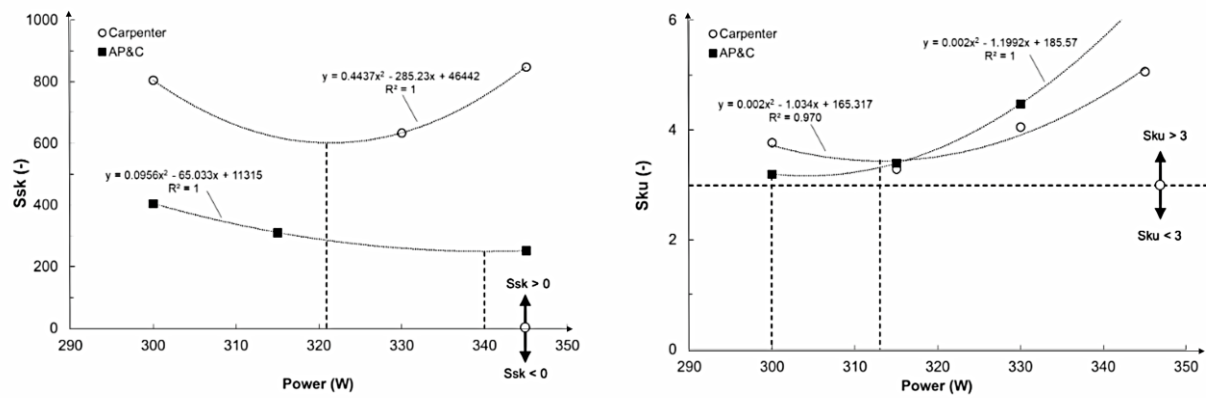 1000
800
600
400
200
0
Ssk (-)
Carpenter
AP&C
y = 0.4437x² - 285.23x + 46442
R² = 1
y = 0.0956x² - 65.033x + 11315
R² = 1
Ssk > 0
Ssk < 0
290 300 310 320 330 340 350
Power (W)
6
4
2
0
Sku (-)
Carpenter
AP&C
y = 0.002x² - 1.1992x + 185.57
R² = 1
y = 0.002x² - 1.034x + 165.317
R² = 0.970
Sku > 3
Sku < 3
290 300 310 320 330 340 350
Power (W)